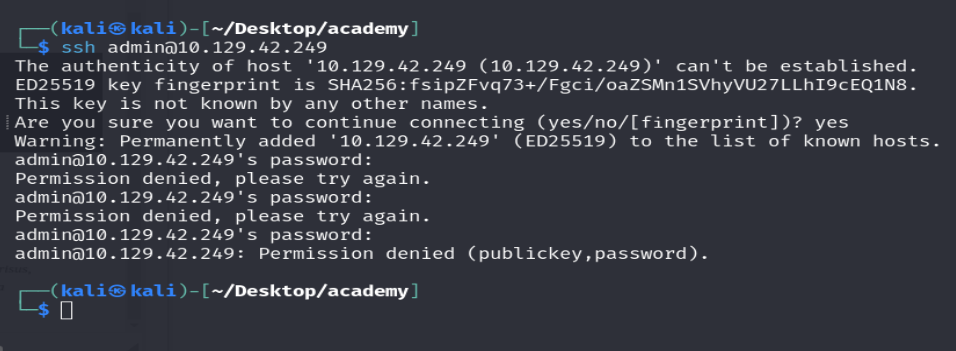 ┌──(kali㉿kali)-[~/Desktop/academy]
└─$ ssh admin@10.129.42.249
The authenticity of host '10.129.42.249 (10.129.42.249)' can't be established.
ED25519 key fingerprint is SHA256:fsipZFvq73+/Fgci/oaZSMn1SVhyVU27LLhI9cEQ1N8.
This key is not known by any other names.
Are you sure you want to continue connecting (yes/no/[fingerprint])? yes
Warning: Permanently added '10.129.42.249' (ED25519) to the list of known hosts.
admin@10.129.42.249's password:
Permission denied, please try again.
admin@10.129.42.249's password:
Permission denied, please try again.
admin@10.129.42.249's password:
admin@10.129.42.249: Permission denied (publickey,password).
┌──(kali㉿kali)-[~/Desktop/academy]
└─$